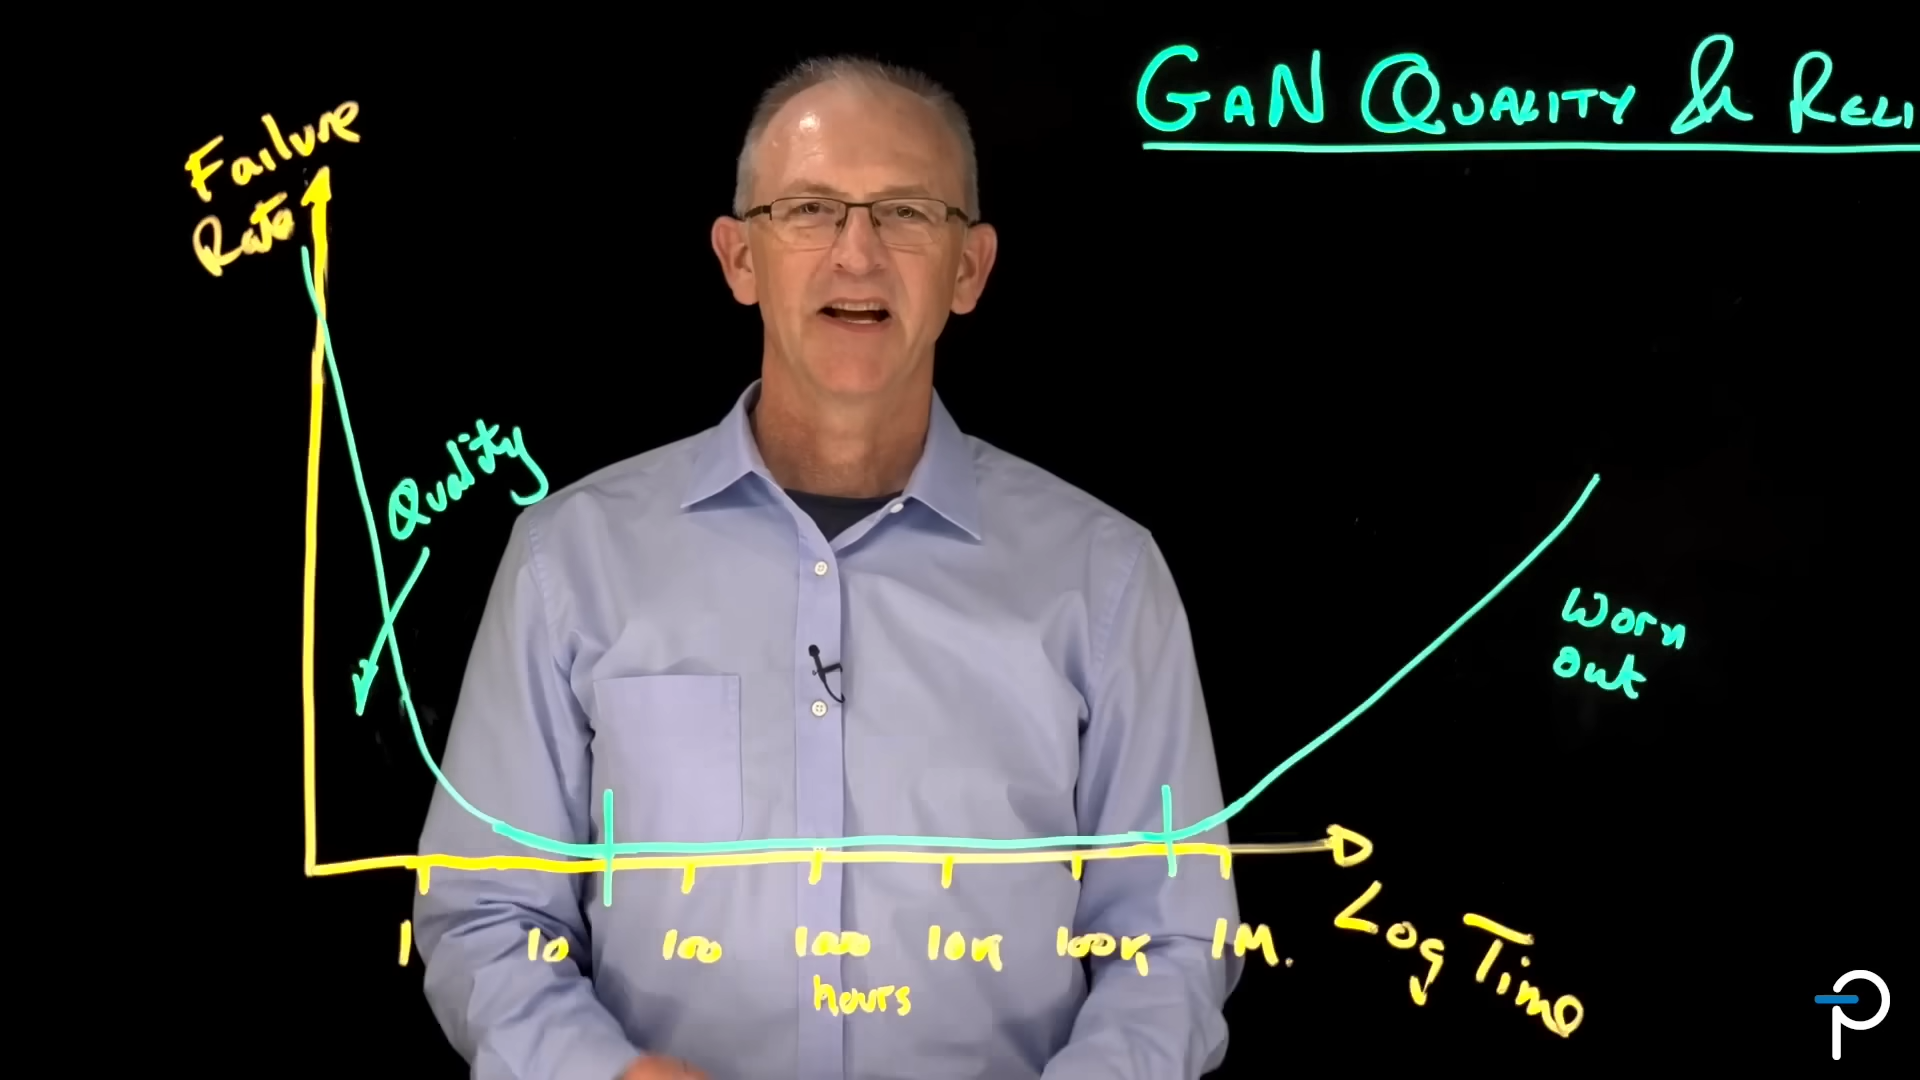 GaN Quality & Reli
Failure
Rate
Quality
Worn
out
1 10 100 1000 10K 100K 1M.
hours
Log Time